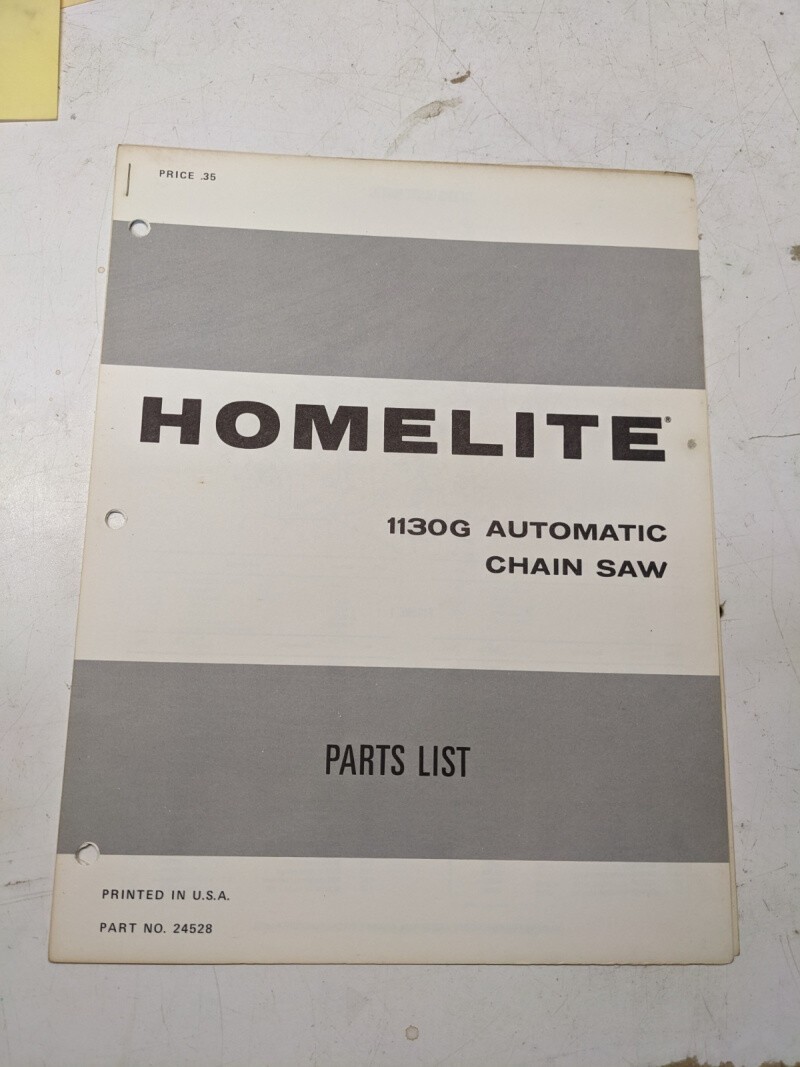 PRICE .35
HOMELITE®
1130G AUTOMATIC
CHAIN SAW
PARTS LIST
PRINTED IN U.S.A.
PART NO. 24528